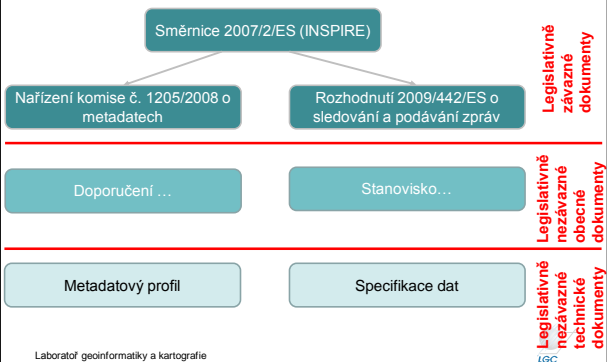 Směrnice 2007/2/ES (INSPIRE)
Nařízení komise č. 1205/2008 o
metadatech
Rozhodnutí 2009/442/ES o
sledování a podávání zpráv
Legislativně
závazné
dokumenty
Doporučení …
Stanovisko…
Legislativně
nezávazné
obecné
dokumenty
Metadatový profil
Specifikace dat
Legislativně
nezávazné
technické
dokumenty
Laboratoř geoinformatiky a kartografie
LGC